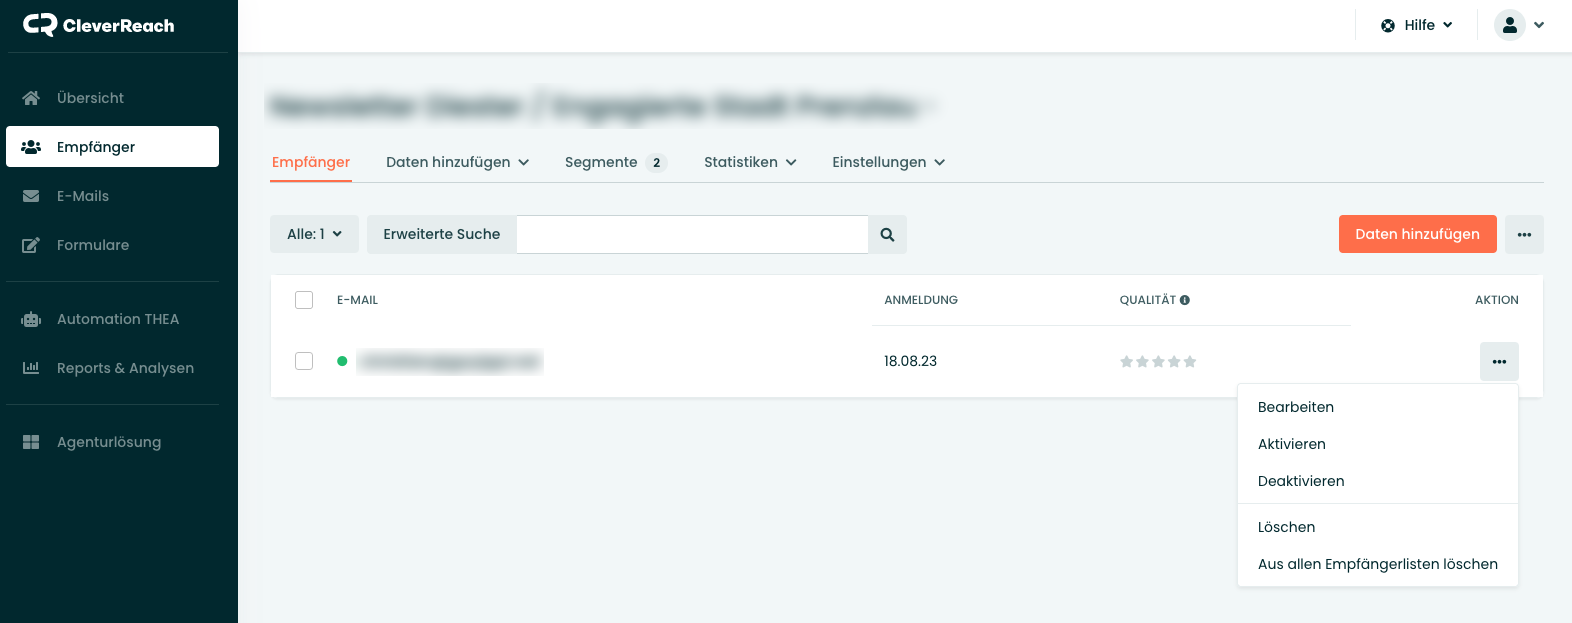 CleverReach
Hilfe
Übersicht
Empfänger
E-Mails
Formulare
Automation THEA
Reports & Analysen
Agenturlösung
Empfänger Daten hinzufügen Segmente 2 Statistiken Einstellungen
Alle: 1 Erweiterte Suche Daten hinzufügen
E-MAIL ANMELDUNG QUALITÄT AKTION
18.08.23
Bearbeiten
Aktivieren
Deaktivieren
Löschen
Aus allen Empfängerlisten löschen